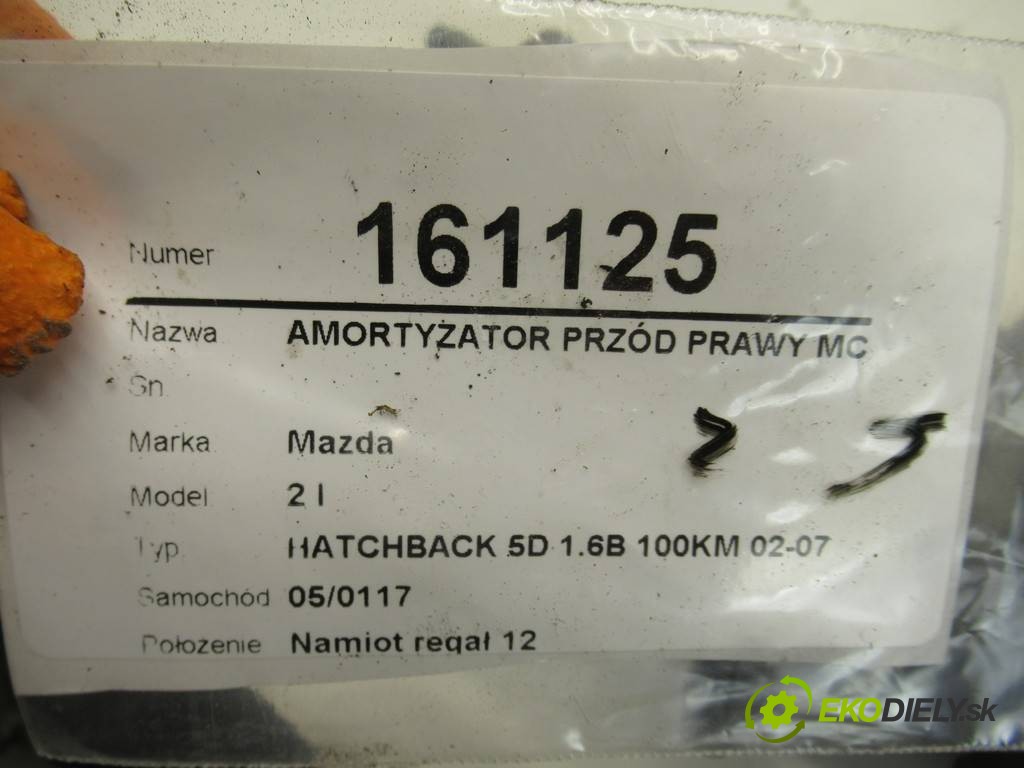 Numer 161125
Nazwa AMORTYZATOR PRZÓD PRAWY MC
Sn
Marka Mazda
Model 2 I
Typ HATCHBACK 5D 1.6B 100KM 02-07
Samochód 05/0117
Położenie Namiot regał 12
EKODIELY.sk